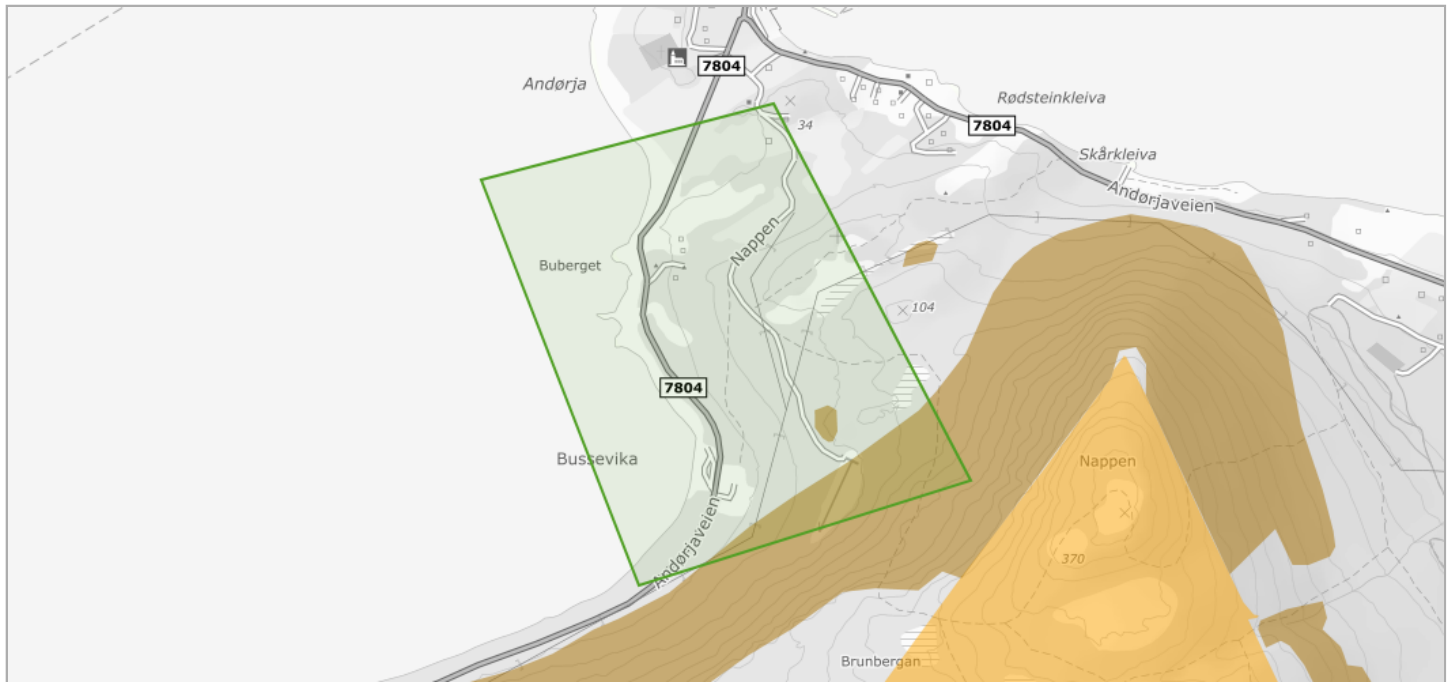 7804
Andørja
Rødsteinkleiva
34
7804
Skårkleiva
Andørjaveien
Nappen
Buberget
104
7804
Bussevika
Nappen
Andørjaveien
370
Brunbergan